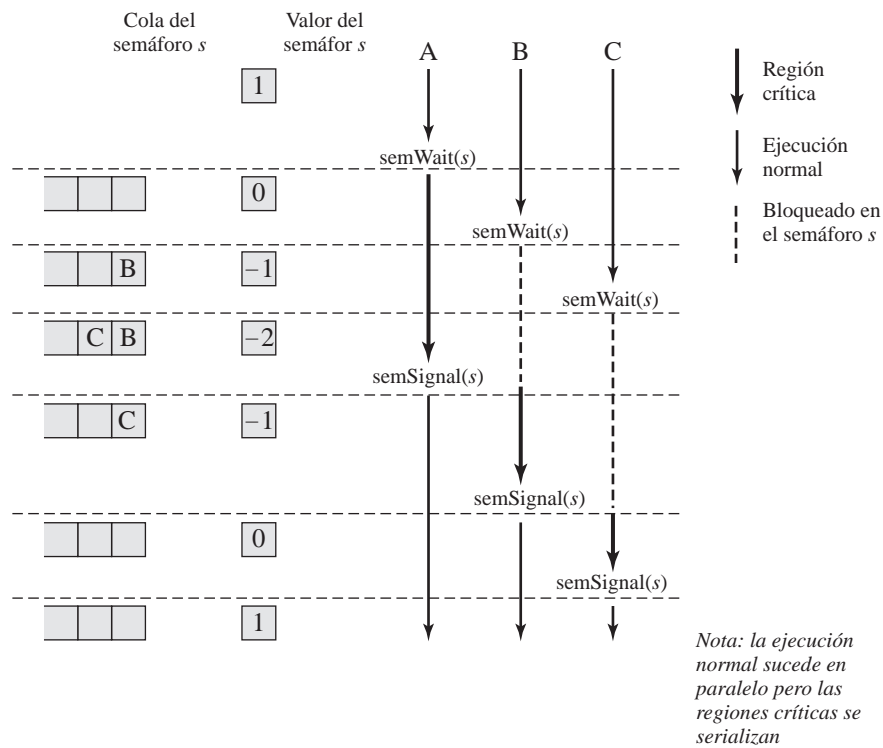 Cola del
semáforo s
Valor del
semáfor s
A
B
C
Región
crítica
1
semWait(s)
Ejecución
normal
0
semWait(s)
Bloqueado en
el semáforo s
B
–1
semWait(s)
C B
–2
semSignal(s)
C
–1
semSignal(s)
0
semSignal(s)
1
Nota: la ejecución
normal sucede en
paralelo pero las
regiones críticas se
serializan